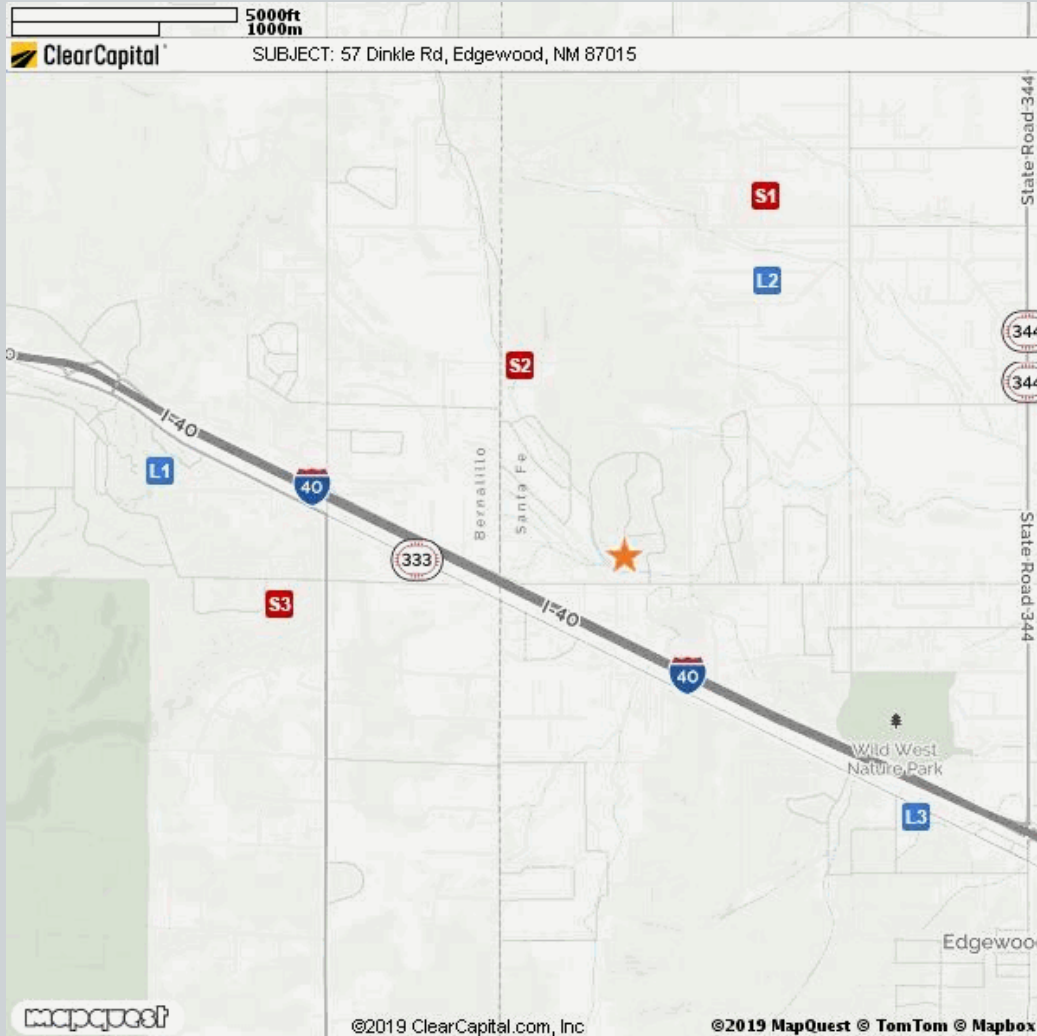 5000ft
1000m
ClearCapital
SUBJECT: 57 Dinkle Rd, Edgewood, NM 87015
State Road 344
S1
L2
344
S2
344
I-40
Bernalillo
Santa Fe
L1
40
State Road 344
333
S3
I-40
40
Wild West
Nature Park
L3
Edgewoo
mapquest
©2019 ClearCapital.com, Inc
©2019 MapQuest © TomTom © Mapbox